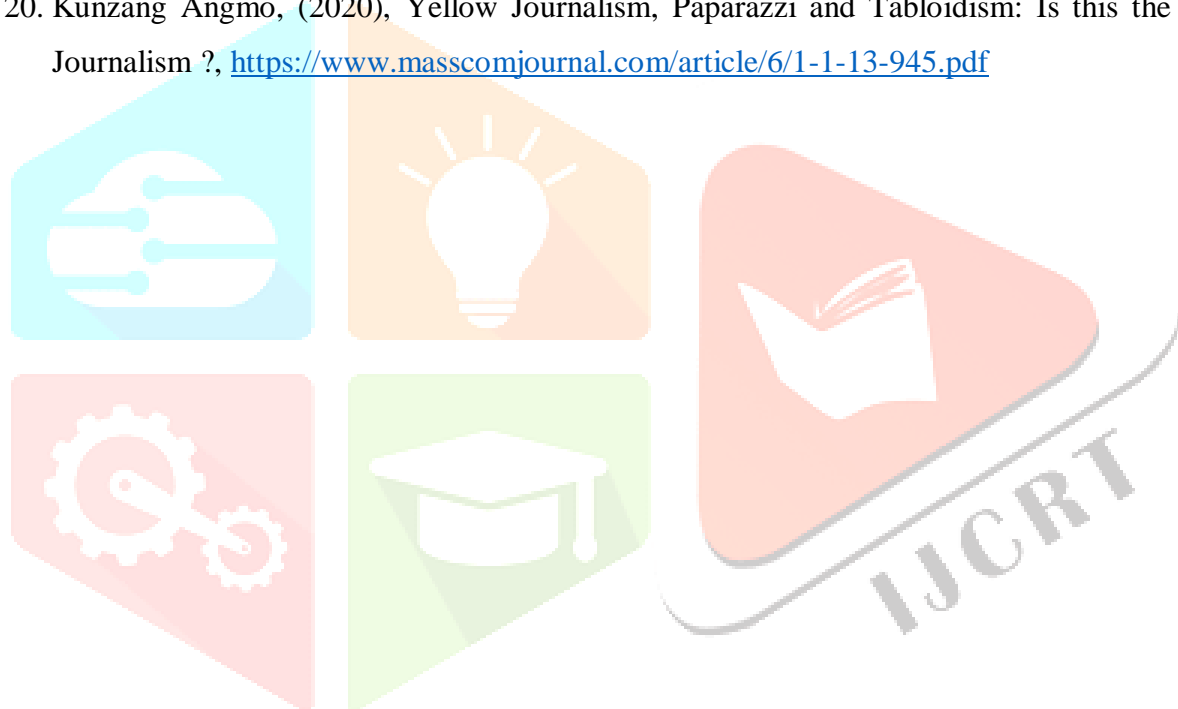 20. Kunzang Angmo, (2020), Yellow Journalism, Paparazzi and Tabloidism: Is this the
Journalism ?, https://www.masscomjournal.com/article/6/1-1-13-945.pdf
IJCRT